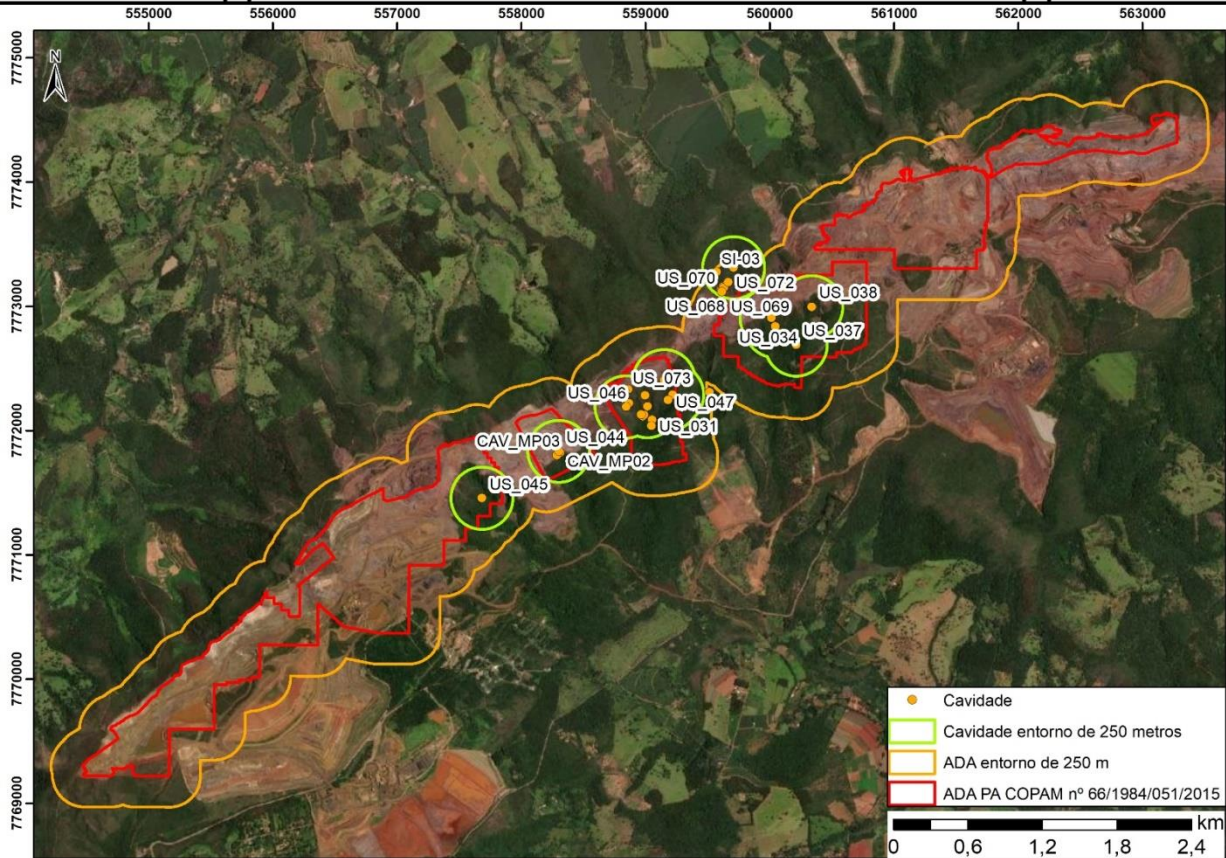 555000 556000 557000 558000 559000 560000 561000 562000 563000
7775000
N
7774000
7773000
7772000
7771000
7770000
7769000
SI-03
US_070
US_072
US_068
US_069
US_038
US_034
US_037
US_073
US_046
US_047
US_031
US_044
CAV_MP03
CAV_MP02
US_045
Cavidade
Cavidade entorno de 250 metros
ADA entorno de 250 m
ADA PA COPAM nº 66/1984/051/2015
km
0 0,6 1,2 1,8 2,4